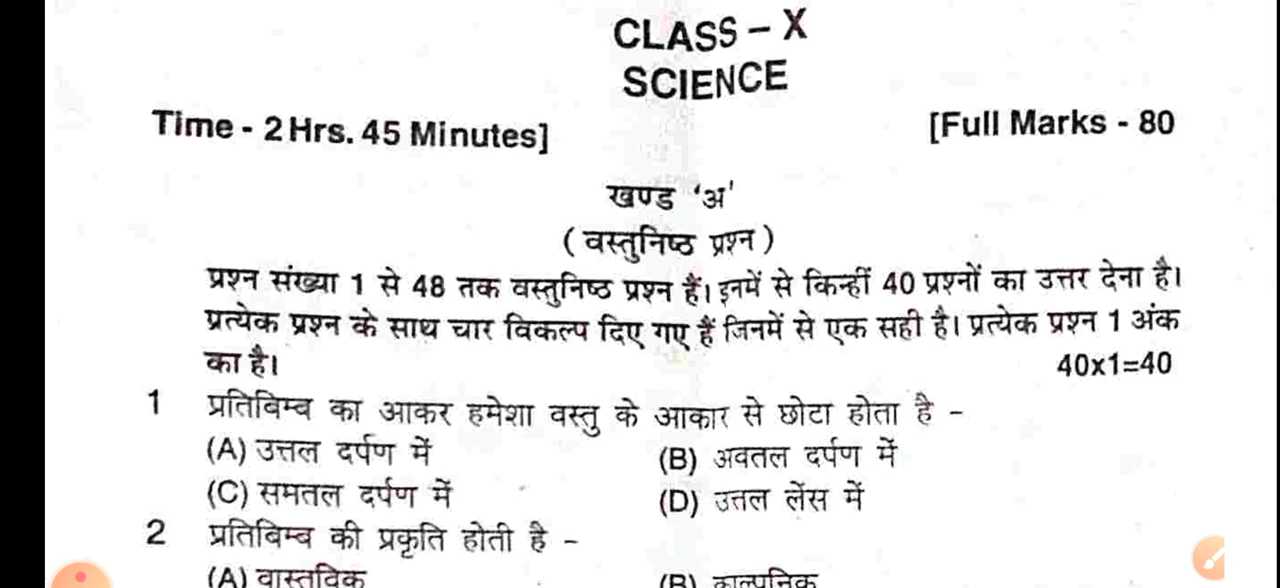 CLASS – X
SCIENCE
Time - 2 Hrs. 45 Minutes]
[Full Marks - 80
खण्ड 'अ'
( वस्तुनिष्ठ प्रश्न )
प्रश्न संख्या 1 से 48 तक वस्तुनिष्ठ प्रश्न हैं। इनमें से किन्हीं 40 प्रश्नों का उत्तर देना है।
प्रत्येक प्रश्न के साथ चार विकल्प दिए गए हैं जिनमें से एक सही है। प्रत्येक प्रश्न 1 अंक
का है। 40x1=40
1 प्रतिबिम्ब का आकर हमेशा वस्तु के आकार से छोटा होता है -
(A) उत्तल दर्पण में (B) अवतल दर्पण में
(C) समतल दर्पण में (D) उत्तल लेंस में
2 प्रतिबिम्ब की प्रकृति होती है -
(A) वास्तविक (B) काल्पनिक